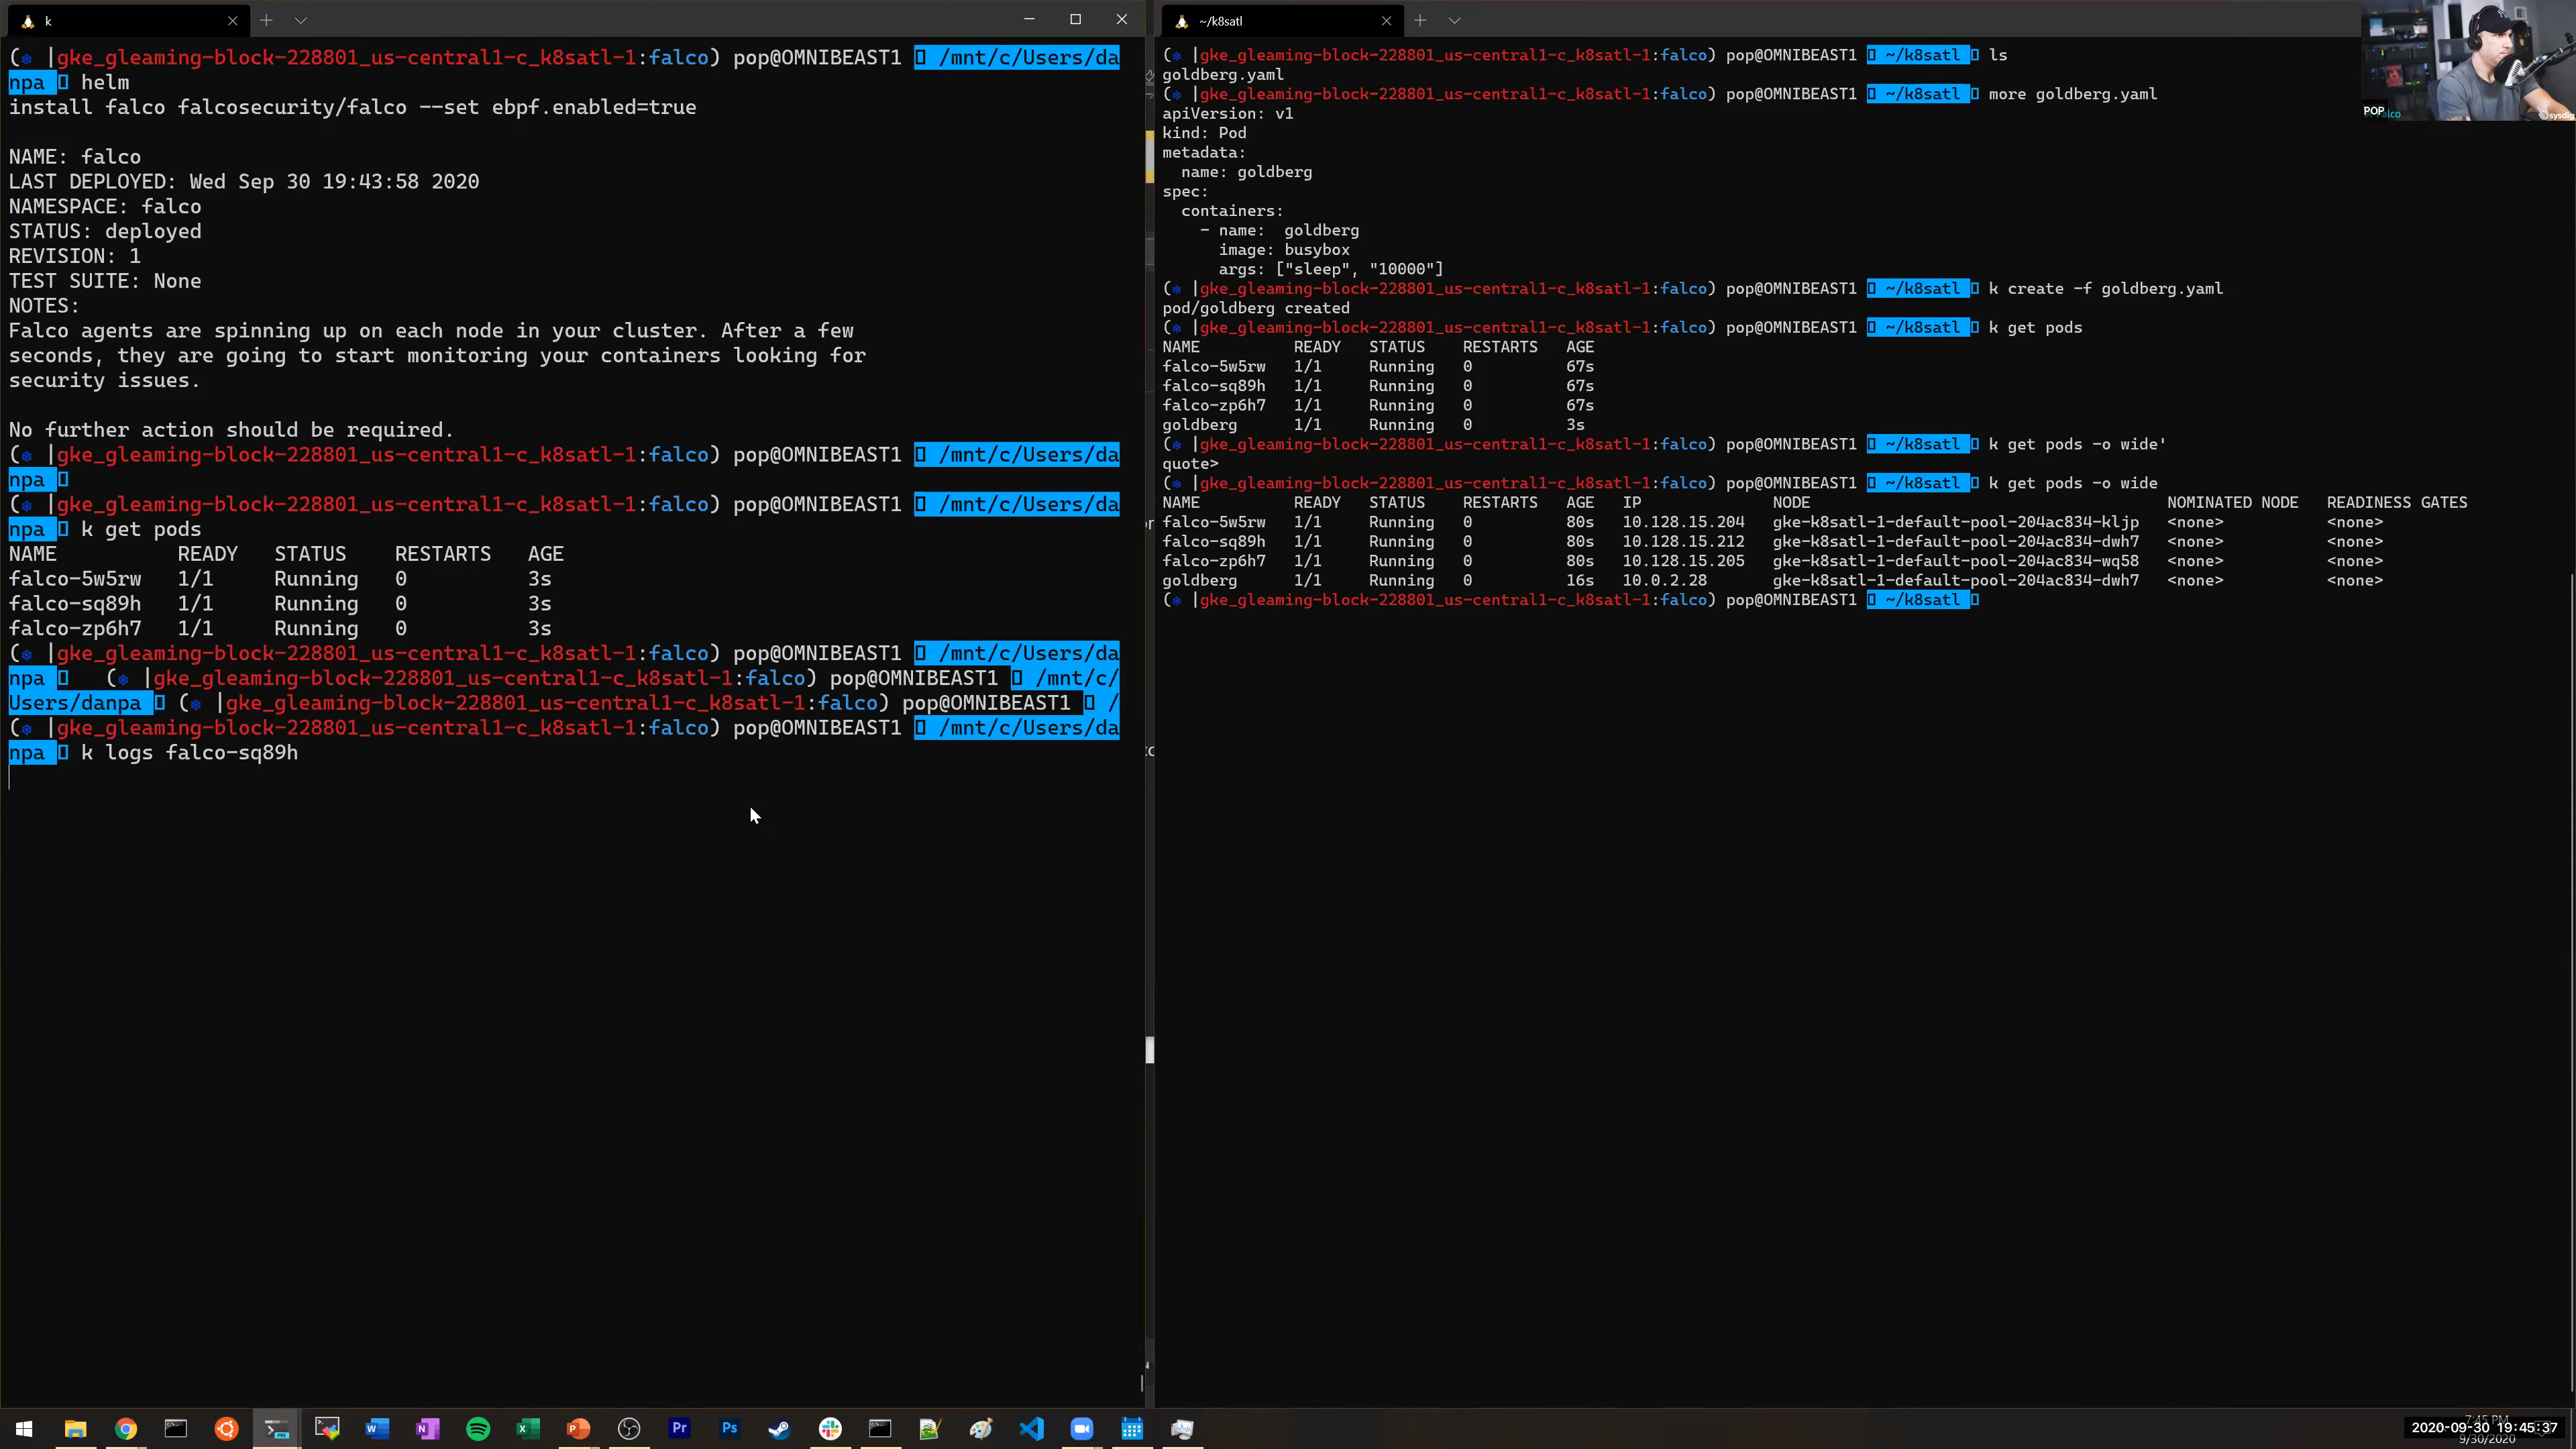 k
(⎈ |gke_gleaming-block-228801_us-central1-c_k8satl-1:falco) pop@OMNIBEAST1 /mnt/c/Users/da
npa helm
install falco falcosecurity/falco --set ebpf.enabled=true
NAME: falco
LAST DEPLOYED: Wed Sep 30 19:43:58 2020
NAMESPACE: falco
STATUS: deployed
REVISION: 1
TEST SUITE: None
NOTES:
Falco agents are spinning up on each node in your cluster. After a few
seconds, they are going to start monitoring your containers looking for
security issues.
No further action should be required.
(⎈ |gke_gleaming-block-228801_us-central1-c_k8satl-1:falco) pop@OMNIBEAST1 /mnt/c/Users/da
npa
(⎈ |gke_gleaming-block-228801_us-central1-c_k8satl-1:falco) pop@OMNIBEAST1 /mnt/c/Users/da
npa k get pods
NAME READY STATUS RESTARTS AGE
falco-5w5rw 1/1 Running 0 3s
falco-sq89h 1/1 Running 0 3s
falco-zp6h7 1/1 Running 0 3s
(⎈ |gke_gleaming-block-228801_us-central1-c_k8satl-1:falco) pop@OMNIBEAST1 /mnt/c/Users/da
npa (⎈ |gke_gleaming-block-228801_us-central1-c_k8satl-1:falco) pop@OMNIBEAST1 /mnt/c/
Users/danpa (⎈ |gke_gleaming-block-228801_us-central1-c_k8satl-1:falco) pop@OMNIBEAST1 /
(⎈ |gke_gleaming-block-228801_us-central1-c_k8satl-1:falco) pop@OMNIBEAST1 /mnt/c/Users/da
npa k logs falco-sq89h
~/k8satl
(⎈ |gke_gleaming-block-228801_us-central1-c_k8satl-1:falco) pop@OMNIBEAST1 ~/k8satl ls
goldberg.yaml
(⎈ |gke_gleaming-block-228801_us-central1-c_k8satl-1:falco) pop@OMNIBEAST1 ~/k8satl more goldberg.yaml
apiVersion: v1
kind: Pod
metadata:
name: goldberg
spec:
containers:
- name: goldberg
image: busybox
args: ["sleep", "10000"]
(⎈ |gke_gleaming-block-228801_us-central1-c_k8satl-1:falco) pop@OMNIBEAST1 ~/k8satl k create -f goldberg.yaml
pod/goldberg created
(⎈ |gke_gleaming-block-228801_us-central1-c_k8satl-1:falco) pop@OMNIBEAST1 ~/k8satl k get pods
NAME READY STATUS RESTARTS AGE
falco-5w5rw 1/1 Running 0 67s
falco-sq89h 1/1 Running 0 67s
falco-zp6h7 1/1 Running 0 67s
goldberg 1/1 Running 0 3s
(⎈ |gke_gleaming-block-228801_us-central1-c_k8satl-1:falco) pop@OMNIBEAST1 ~/k8satl k get pods -o wide'
quote>
(⎈ |gke_gleaming-block-228801_us-central1-c_k8satl-1:falco) pop@OMNIBEAST1 ~/k8satl k get pods -o wide
NAME READY STATUS RESTARTS AGE IP NODE NOMINATED NODE READINESS GATES
falco-5w5rw 1/1 Running 0 80s 10.128.15.204 gke-k8satl-1-default-pool-204ac834-kljp <none> <none>
falco-sq89h 1/1 Running 0 80s 10.128.15.212 gke-k8satl-1-default-pool-204ac834-dwh7 <none> <none>
falco-zp6h7 1/1 Running 0 80s 10.128.15.205 gke-k8satl-1-default-pool-204ac834-wq58 <none> <none>
goldberg 1/1 Running 0 16s 10.0.2.28 gke-k8satl-1-default-pool-204ac834-dwh7 <none> <none>
(⎈ |gke_gleaming-block-228801_us-central1-c_k8satl-1:falco) pop@OMNIBEAST1 ~/k8satl
POP
sysdig
Pr
Ps
7:45 PM
2020-09-30 19:45:37
9/30/2020